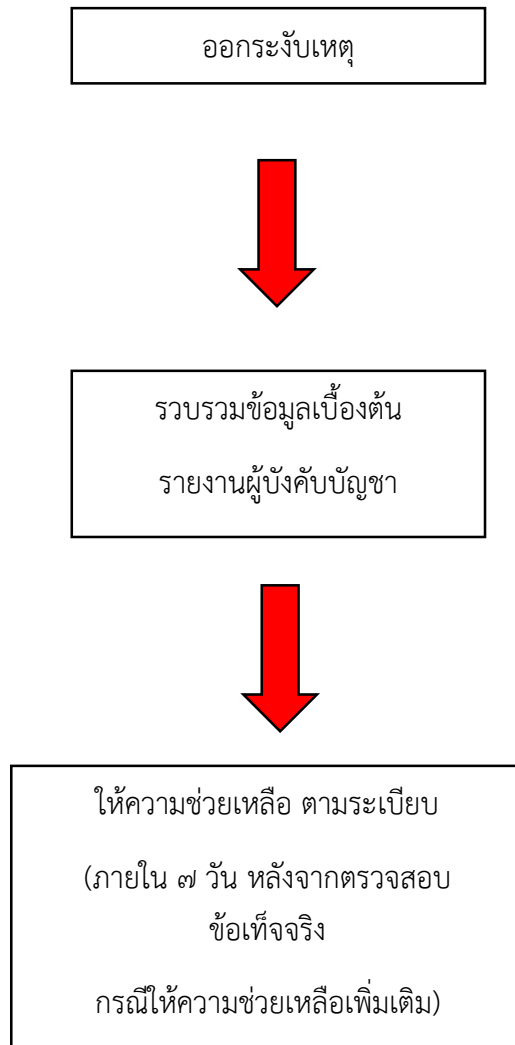 ออกระงับเหตุ
รวบรวมข้อมูลเบื้องต้น
รายงานผู้บังคับบัญชา
ให้ความช่วยเหลือ ตามระเบียบ
(ภายใน ๗ วัน หลังจากตรวจสอบ
ข้อเท็จจริง
กรณีให้ความช่วยเหลือเพิ่มเติม)